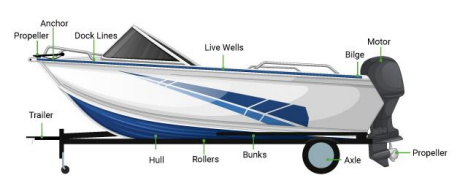 Anchor
Propeller
Dock Lines
Live Wells
Motor
Bilge
Trailer
Hull
Rollers
Bunks
Axle
Propeller